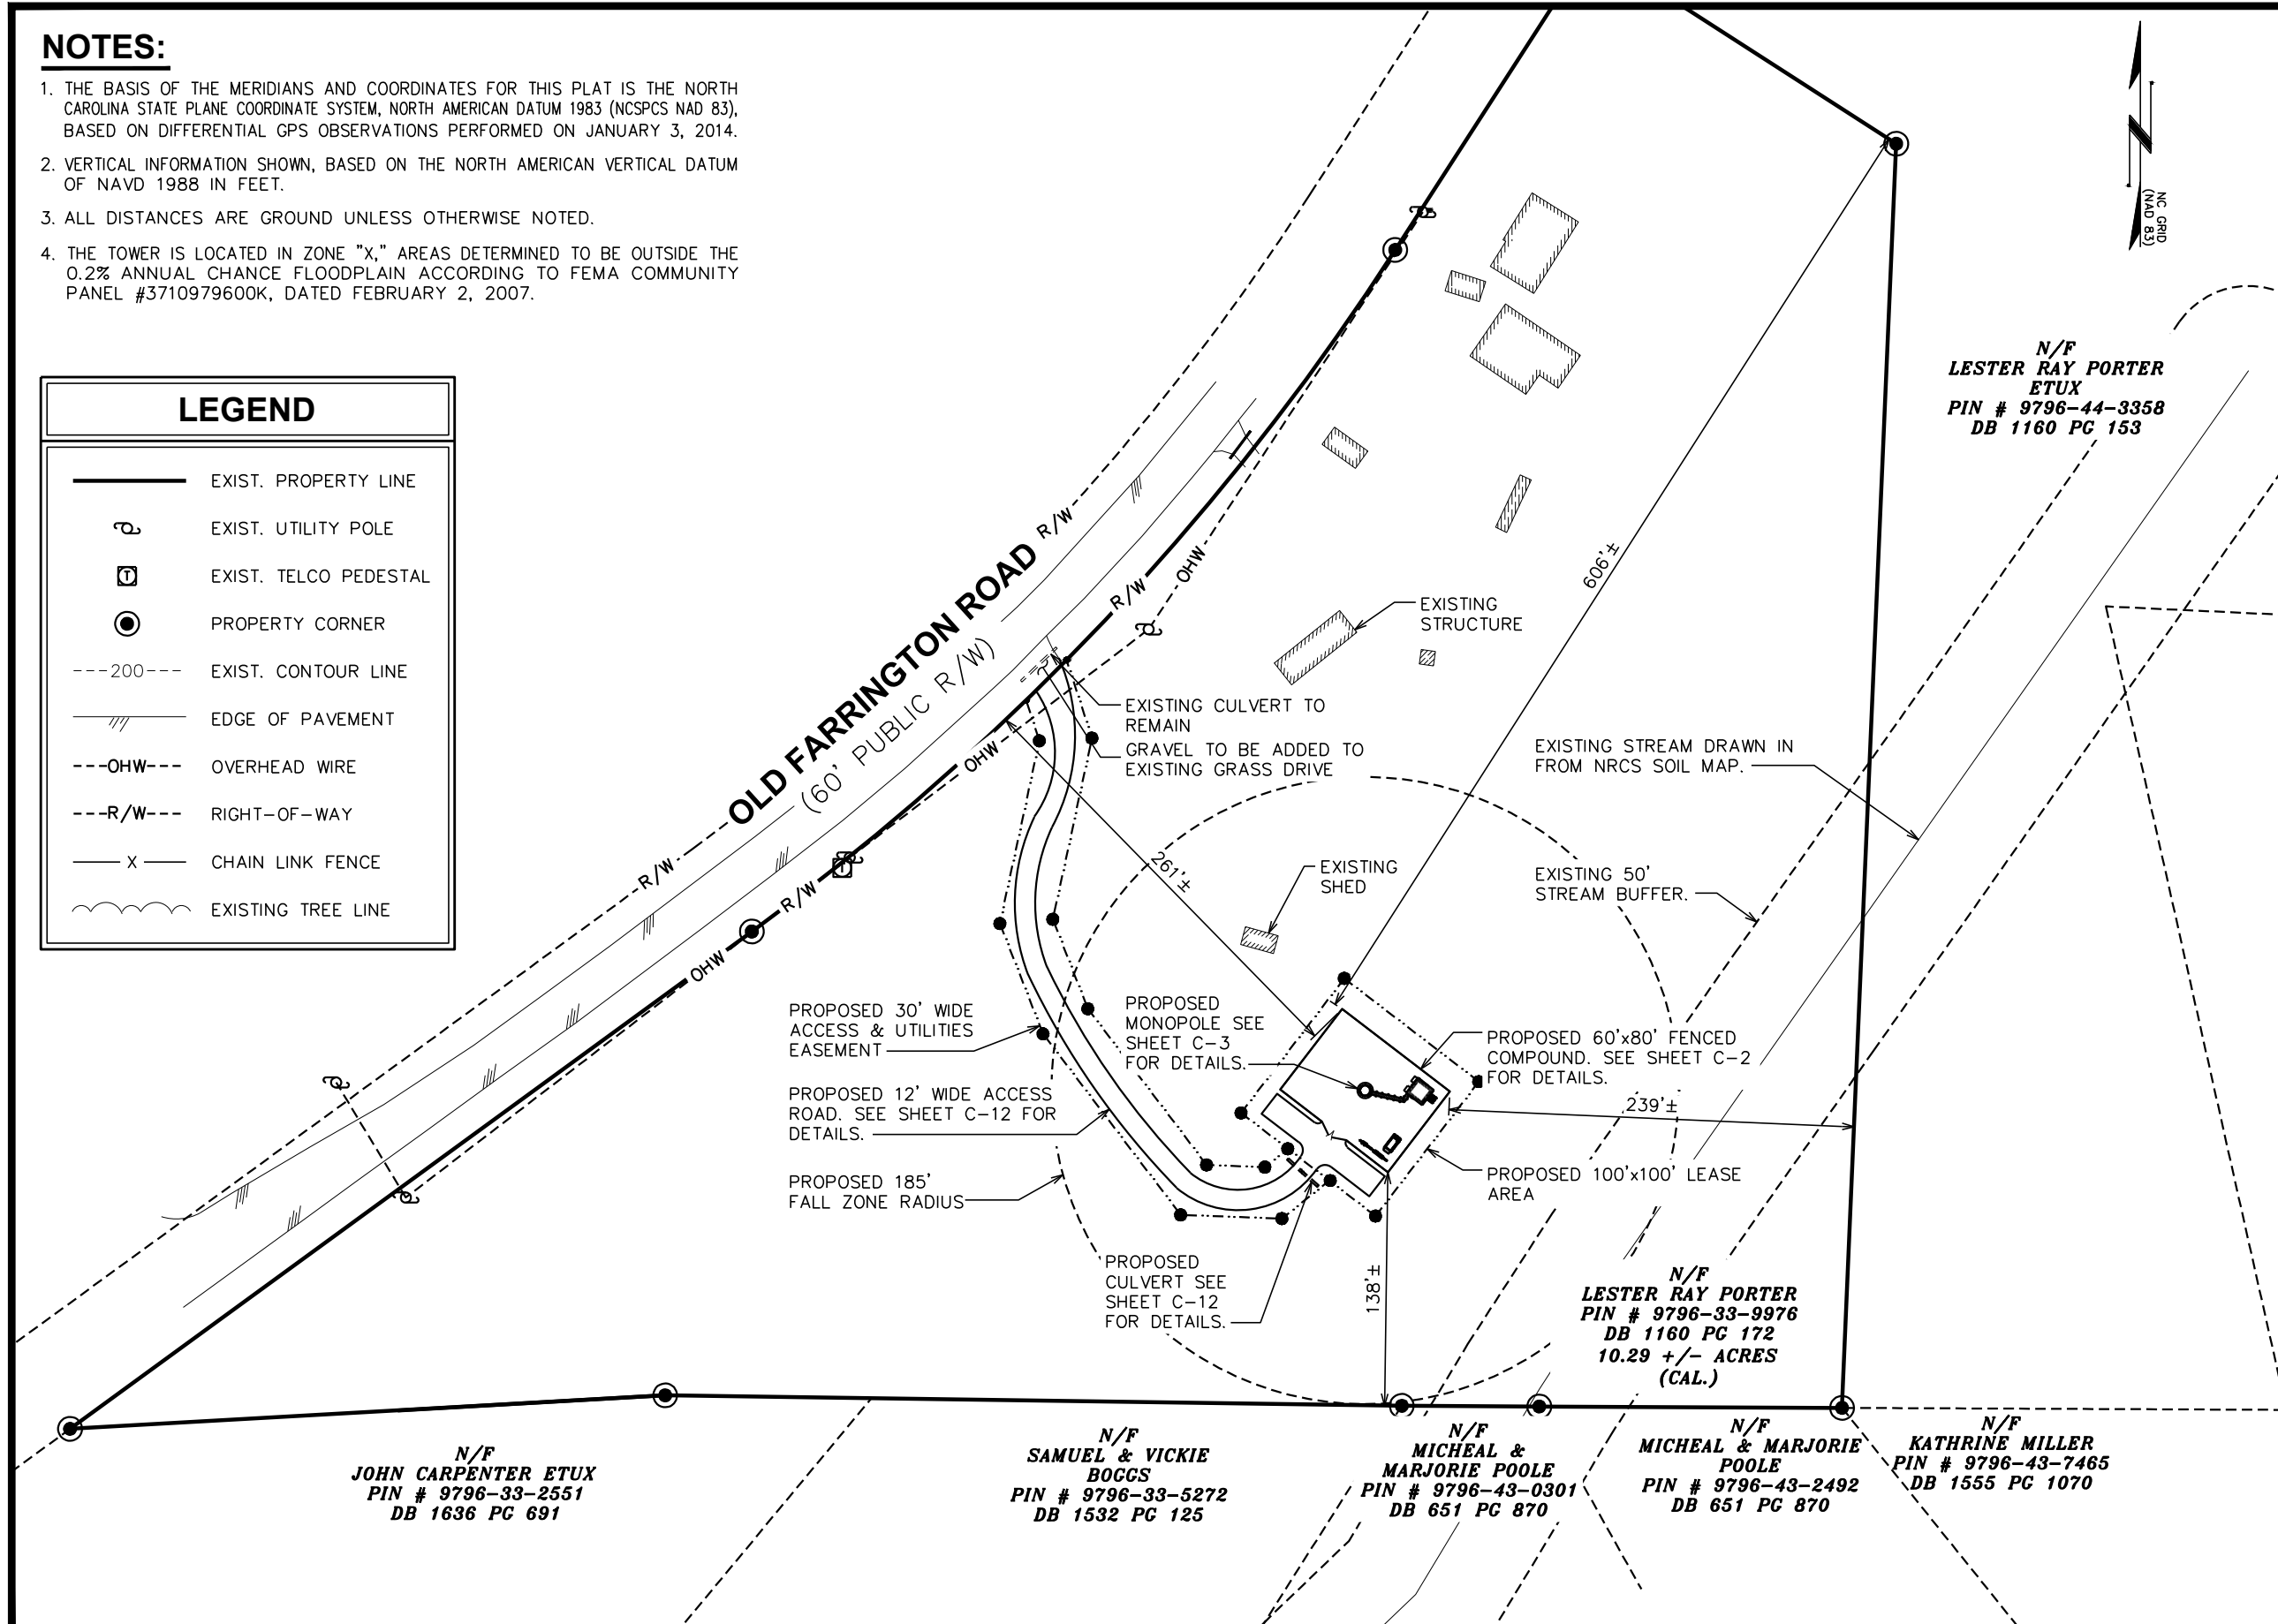 NOTES:
1. THE BASIS OF THE MERIDIANS AND COORDINATES FOR THIS PLAT IS THE NORTH
CAROLINA STATE PLANE COORDINATE SYSTEM, NORTH AMERICAN DATUM 1983 (NCSPCS NAD 83),
BASED ON DIFFERENTIAL GPS OBSERVATIONS PERFORMED ON JANUARY 3, 2014.
2. VERTICAL INFORMATION SHOWN, BASED ON THE NORTH AMERICAN VERTICAL DATUM
OF NAVD 1988 IN FEET.
3. ALL DISTANCES ARE GROUND UNLESS OTHERWISE NOTED.
4. THE TOWER IS LOCATED IN ZONE "X," AREAS DETERMINED TO BE OUTSIDE THE
0.2% ANNUAL CHANCE FLOODPLAIN ACCORDING TO FEMA COMMUNITY
PANEL #3710979600K, DATED FEBRUARY 2, 2007.
LEGEND
EXIST. PROPERTY LINE
EXIST. UTILITY POLE
T
EXIST. TELCO PEDESTAL
PROPERTY CORNER
---200---
EXIST. CONTOUR LINE
EDGE OF PAVEMENT
---OHW---
OVERHEAD WIRE
---R/W---
RIGHT-OF-WAY
X
CHAIN LINK FENCE
EXISTING TREE LINE
NC GRID
(NAD 83)
N
N/F
LESTER RAY PORTER
ETUX
PIN # 9796-44-3358
DB 1160 PG 153
OLD FARRINGTON ROAD
(60' PUBLIC R/W)
R/W
R/W
R/W
R/W
OHW
OHW
OHW
T
606'±
261'±
239'±
138'±
EXISTING
STRUCTURE
EXISTING CULVERT TO
REMAIN
GRAVEL TO BE ADDED TO
EXISTING GRASS DRIVE
EXISTING STREAM DRAWN IN
FROM NRCS SOIL MAP.
EXISTING
SHED
EXISTING 50'
STREAM BUFFER.
PROPOSED 30' WIDE
ACCESS & UTILITIES
EASEMENT
PROPOSED
MONOPOLE SEE
SHEET C-3
FOR DETAILS.
PROPOSED 60'x80' FENCED
COMPOUND. SEE SHEET C-2
FOR DETAILS.
PROPOSED 12' WIDE ACCESS
ROAD. SEE SHEET C-12 FOR
DETAILS.
PROPOSED 185'
FALL ZONE RADIUS
PROPOSED 100'x100' LEASE
AREA
PROPOSED
CULVERT SEE
SHEET C-12
FOR DETAILS.
N/F
LESTER RAY PORTER
PIN # 9796-33-9976
DB 1160 PG 172
10.29 +/- ACRES
(CAL.)
N/F
JOHN CARPENTER ETUX
PIN # 9796-33-2551
DB 1636 PG 691
N/F
SAMUEL & VICKIE
BOGGS
PIN # 9796-33-5272
DB 1532 PG 125
N/F
MICHEAL &
MARJORIE POOLE
PIN # 9796-43-0301
DB 651 PG 870
N/F
MICHEAL & MARJORIE
POOLE
PIN # 9796-43-2492
DB 651 PG 870
N/F
KATHRINE MILLER
PIN # 9796-43-7465
DB 1555 PG 1070